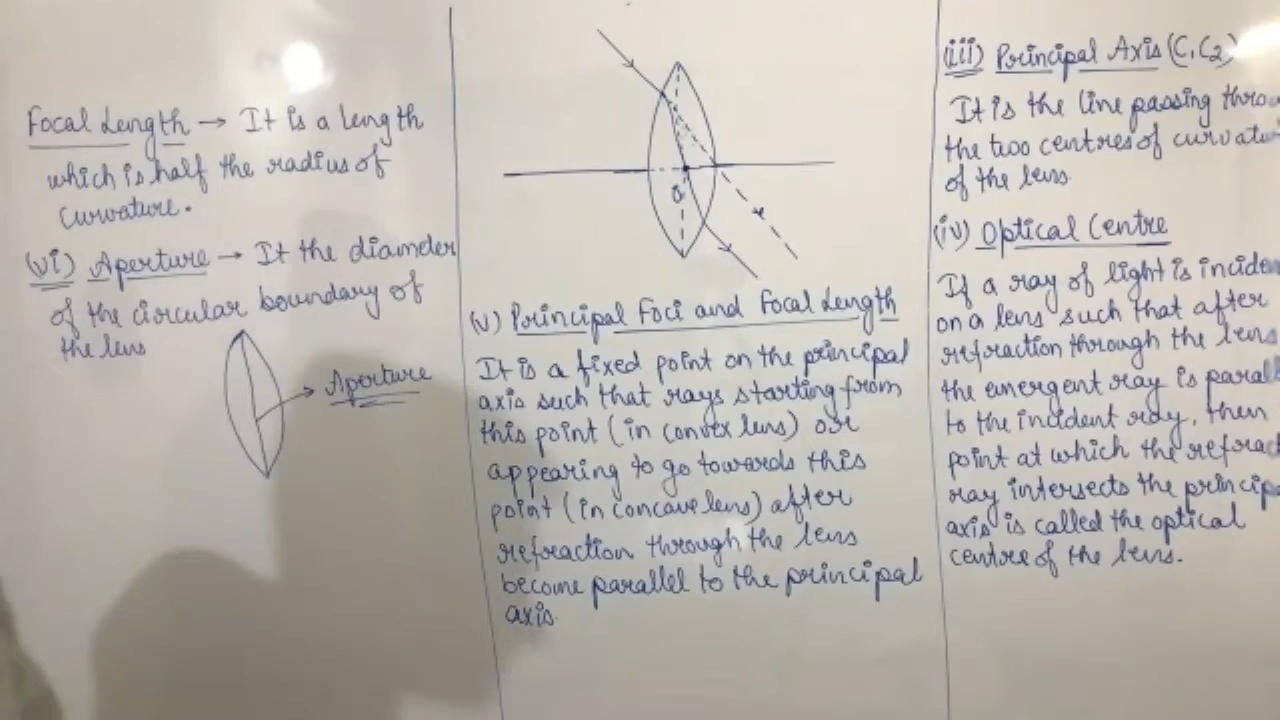 Focal Length → It is a length
which is half the radius of
curvature.
(vi) Aperture → It the diameter
of the circular boundary of
the lens
Aperture
O
(v) Principal Foci and Focal Length
It is a fixed point on the principal
axis such that rays starting from
this point (in convex lens) or
appearing to go towards this
point (in concave lens) after
refraction through the lens
become parallel to the principal
axis.
(iii) Principal Axis (C1C2)
It is the line passing thro
the two centres of curvatu
of the lens
(iv) Optical Centre
If a ray of light is inciden
on a lens such that after
refraction through the lens
the emergent ray is parall
to the incident ray, then
point at which the refrac
ray intersects the princip
axis is called the optical
centre of the lens.